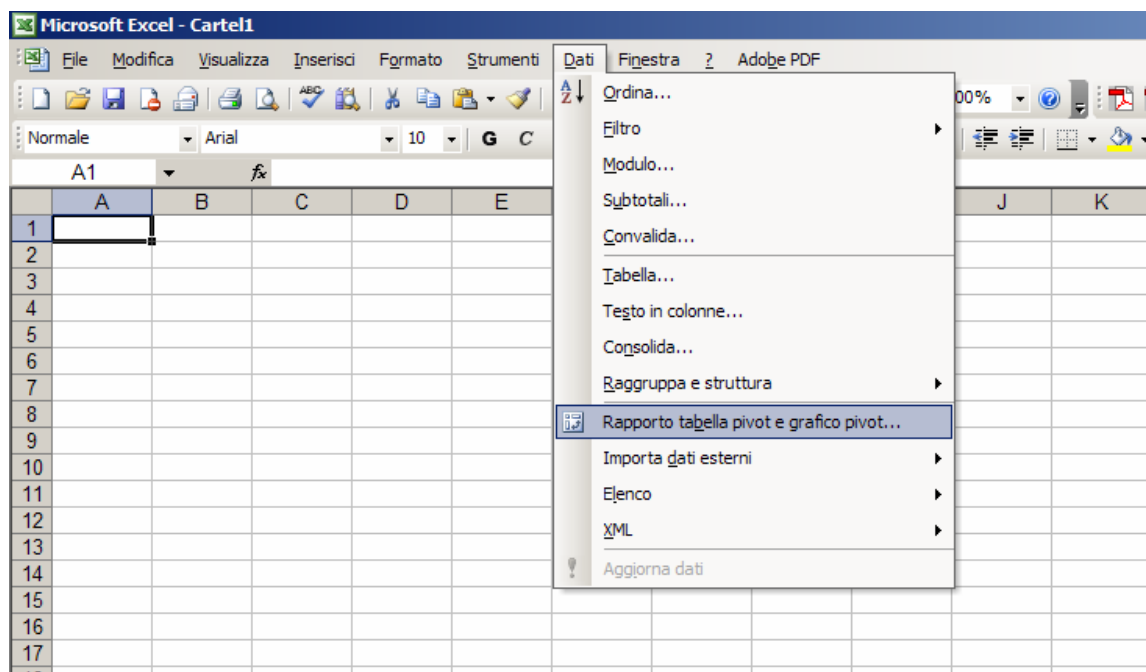 Microsoft Excel - Cartel1
File Modifica Visualizza Inserisci Formato Strumenti Dati Finestra ? Adobe PDF
ABC 00%
Normale Arial 10 G C
A1 fx
A B C D E J K
1
2
3
4
5
6
7
8
9
10
11
12
13
14
15
16
17
Ordina...
Filtro
Modulo...
Subtotali...
Convalida...
Tabella...
Testo in colonne...
Consolida...
Raggruppa e struttura
Rapporto tabella pivot e grafico pivot...
Importa dati esterni
Elenco
XML
Aggiorna dati